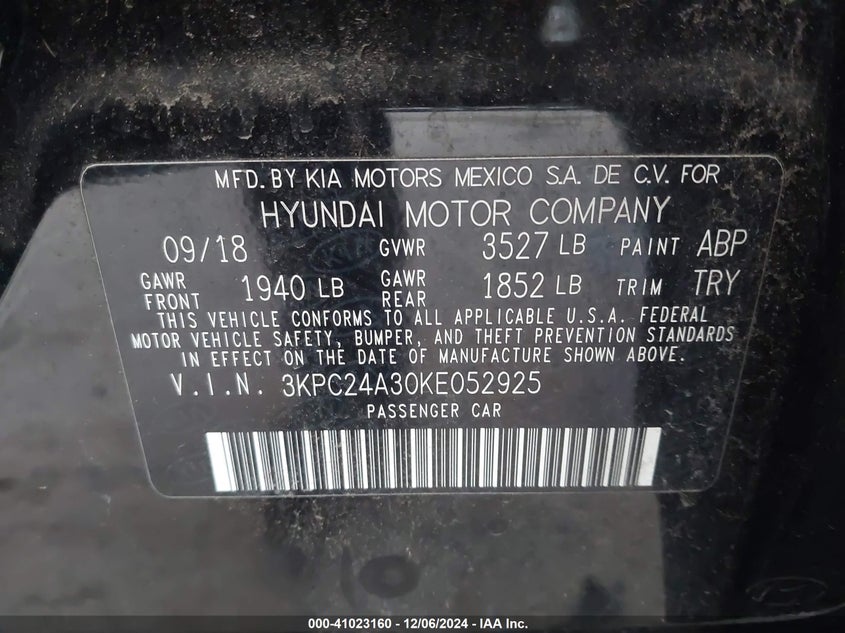 MFD. BY KIA MOTORS MEXICO S.A. DE C.V. FOR
HYUNDAI MOTOR COMPANY
09/18 GVWR 3527 LB PAINT ABP
GAWR FRONT 1940 LB GAWR REAR 1852 LB TRIM TRY
THIS VEHICLE CONFORMS TO ALL APPLICABLE U.S.A. FEDERAL
MOTOR VEHICLE SAFETY, BUMPER, AND THEFT PREVENTION STANDARDS
IN EFFECT ON THE DATE OF MANUFACTURE SHOWN ABOVE.
V.I.N. 3KPC24A30KE052925
PASSENGER CAR
000-41023160 - 12/06/2024 - IAA Inc.